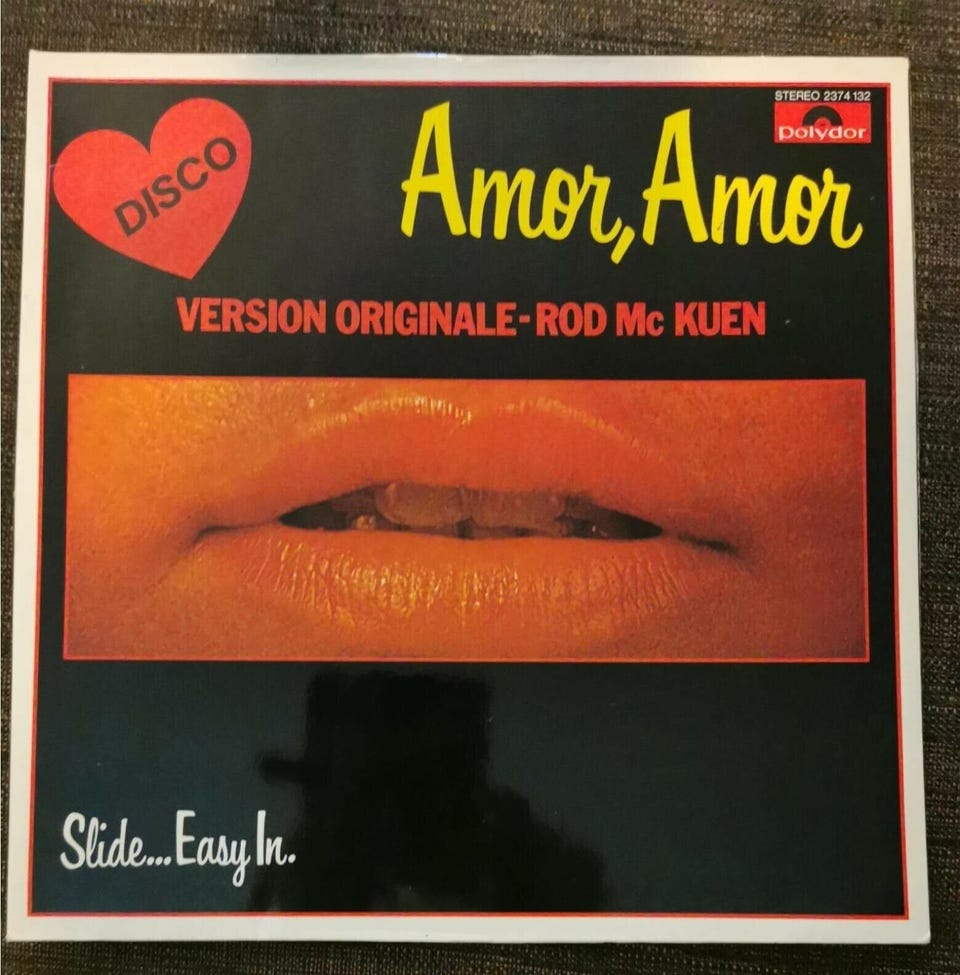 STEREO 2374 132
polydor
DISCO
Amor, Amor
VERSION ORIGINALE-ROD Mc KUEN
Slide...Easy In.